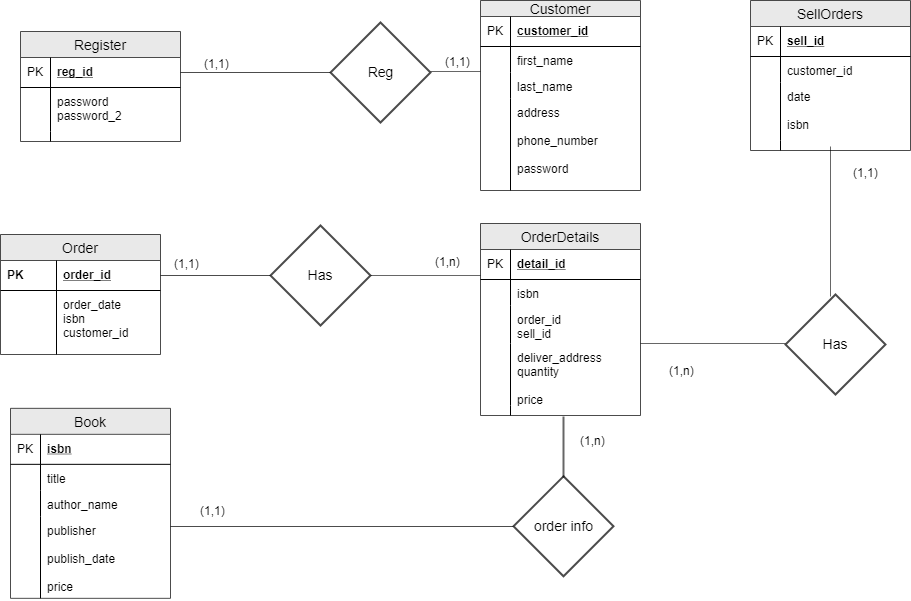 Register
PK reg_id
password
password_2
(1,1)
Reg
(1,1)
Customer
PK customer_id
first_name
last_name
address
phone_number
password
SellOrders
PK sell_id
customer_id
date
isbn
(1,1)
Order
PK order_id
order_date
isbn
customer_id
(1,1)
Has
(1,n)
OrderDetails
PK detail_id
isbn
order_id
sell_id
deliver_address
quantity
price
(1,n)
Has
(1,n)
Book
PK isbn
title
author_name
publisher
publish_date
price
(1,1)
order info